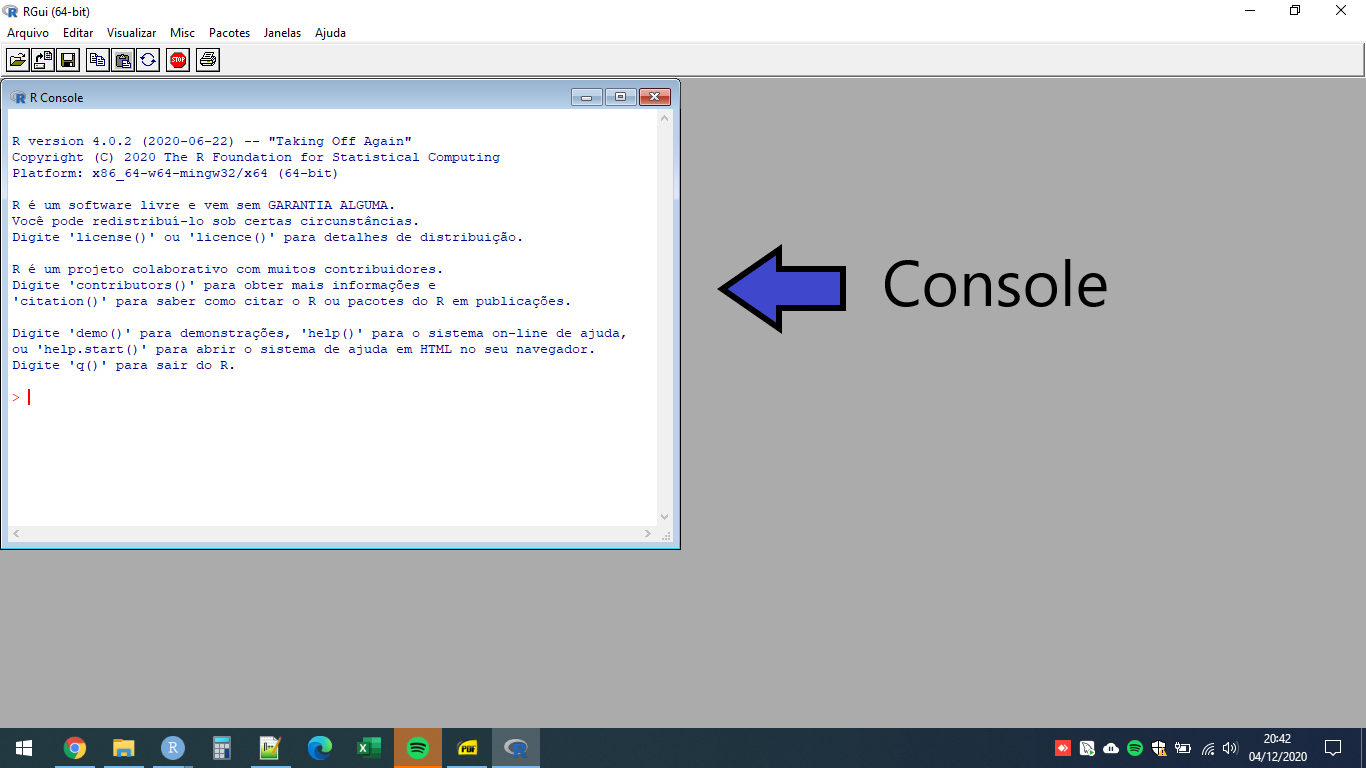 RGui (64-bit)
Arquivo Editar Visualizar Misc Pacotes Janelas Ajuda
STOP
R Console
R version 4.0.2 (2020-06-22) -- "Taking Off Again"
Copyright (C) 2020 The R Foundation for Statistical Computing
Platform: x86_64-w64-mingw32/x64 (64-bit)
R é um software livre e vem sem GARANTIA ALGUMA.
Você pode redistribuí-lo sob certas circunstâncias.
Digite 'license()' ou 'licence()' para detalhes de distribuição.
R é um projeto colaborativo com muitos contribuidores.
Digite 'contributors()' para obter mais informações e
'citation()' para saber como citar o R ou pacotes do R em publicações.
Digite 'demo()' para demonstrações, 'help()' para o sistema on-line de ajuda,
ou 'help.start()' para abrir o sistema de ajuda em HTML no seu navegador.
Digite 'q()' para sair do R.
>
Console
R
PDF
20:42
04/12/2020